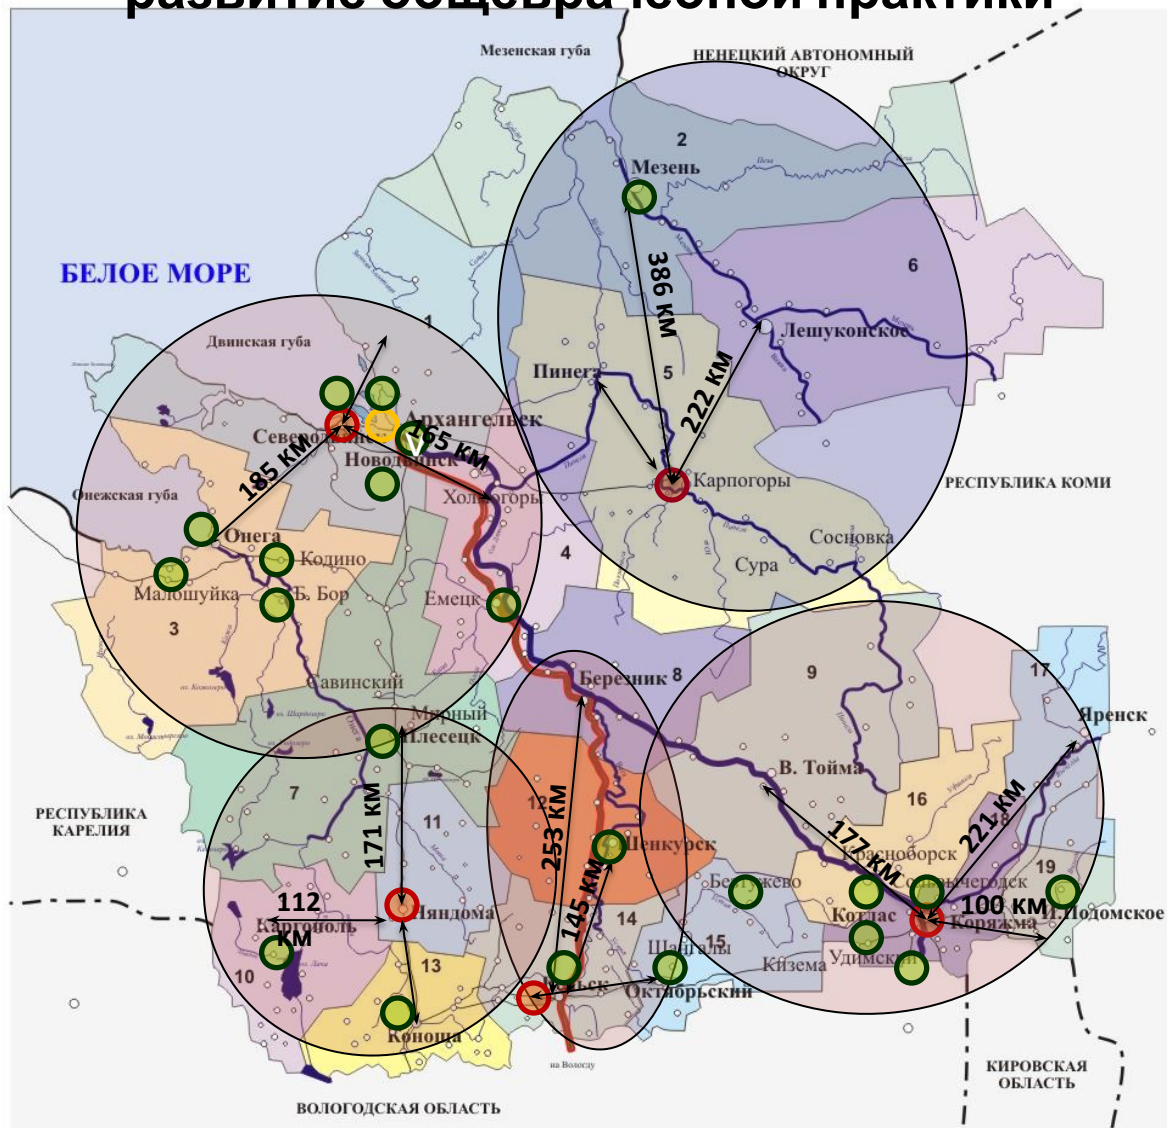 развитие общеврачебной практики
Мезенская губа
НЕНЕЦКИЙ АВТОНОМНЫЙ
ОКРУГ
2
Мезень
БЕЛОЕ МОРЕ
386 км
6
1
Двинская губа
Лешуконское
Пинега
5
222 км
Архангельск
Северодвинск
165 км
Новодвинск
185 км
Онежская губа
Холмогоры
Карпогоры
РЕСПУБЛИКА КОМИ
Онега
Сосновка
Кодино
4
Сура
Малошуйка
Б. Бор
Емецк
3
Савинский
Березник
8
9
17
Мирный
Плесецк
Яренск
В. Тойма
7
16
РЕСПУБЛИКА
КАРЕЛИЯ
171 км
11
12
253 км
177 км
221 км
18
Шенкурск
Красноборск
19
Безтужево
Сольвычегодск
112
км
Няндома
Каргополь
145 км
14
Котлас
100 км
Коряжма
И.Подомское
15
Шангалы
10
13
Вельск
Октябрьский
Кизема
Удимский
Коноша
на Вологду
КИРОВСКАЯ
ОБЛАСТЬ
ВОЛОГОДСКАЯ ОБЛАСТЬ